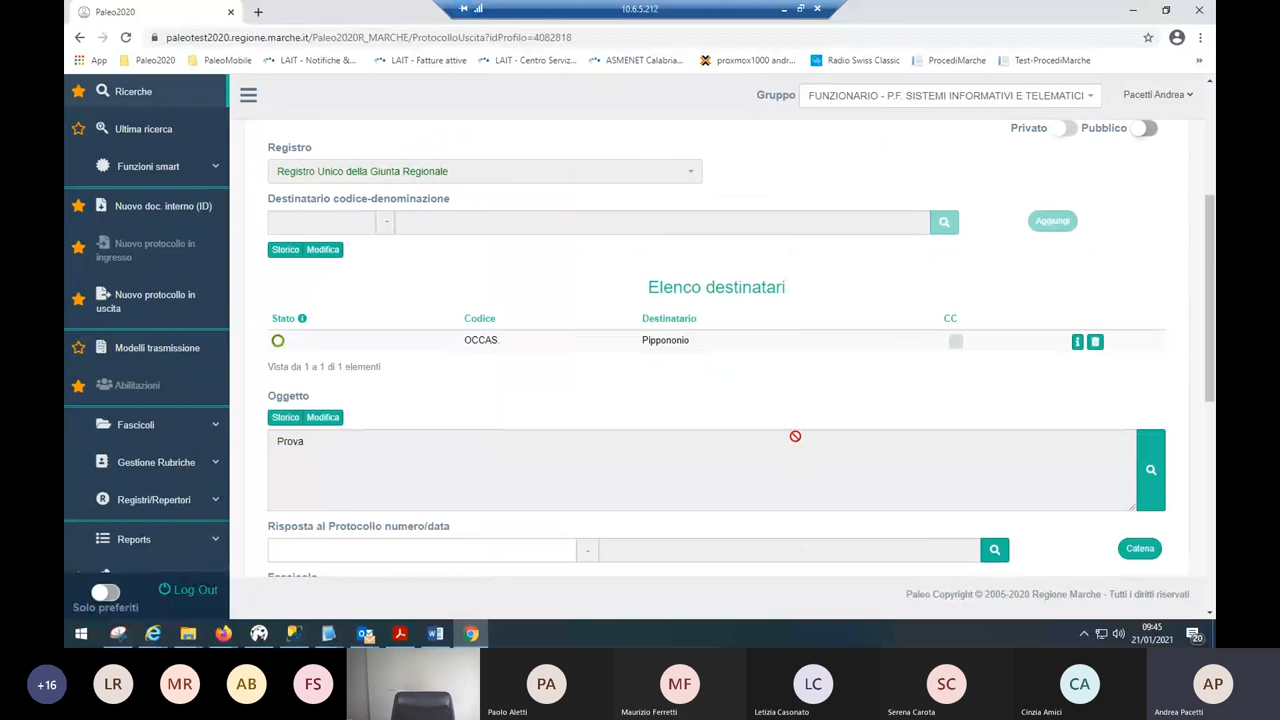 Paleo2020
10.6.5.212
paleotest2020.regione.marche.it/Paleo2020R_MARCHE/ProtocolloUscita?idProfilo=4082818
App Paleo2020 PaleoMobile LAIT - Notifiche &... LAIT - Fatture attive LAIT - Centro Serviz... ASMENET Calabria... proxmox1000 andr... Radio Swiss Classic ProcediMarche Test-ProcediMarche
Ricerche
Ultima ricerca
Funzioni smart
Nuovo doc. interno (ID)
Nuovo protocollo in
ingresso
Nuovo protocollo in
uscita
Modelli trasmissione
Abilitazioni
Fascicoli
Gestione Rubriche
Registri/Repertori
Reports
Log Out
Solo preferiti
Gruppo FUNZIONARIO - P.F. SISTEMI INFORMATIVI E TELEMATICI Pacetti Andrea
Privato Pubblico
Registro
Registro Unico della Giunta Regionale
Destinatario codice-denominazione
- Aggiungi
Storico Modifica
Elenco destinatari
Stato Codice Destinatario CC
OCCAS. Pippononio
Vista da 1 a 1 di 1 elementi
Oggetto
Storico Modifica
Prova
Risposta al Protocollo numero/data
- Catena
Fascicolo
Paleo Copyright © 2005-2020 Regione Marche - Tutti i diritti riservati
09:45
21/01/2021
20
+16 LR MR AB FS PA MF LC SC CA AP
Paolo Aletti Maurizio Ferretti Letizia Casonato Serena Carota Cinzia Amici Andrea Pacetti